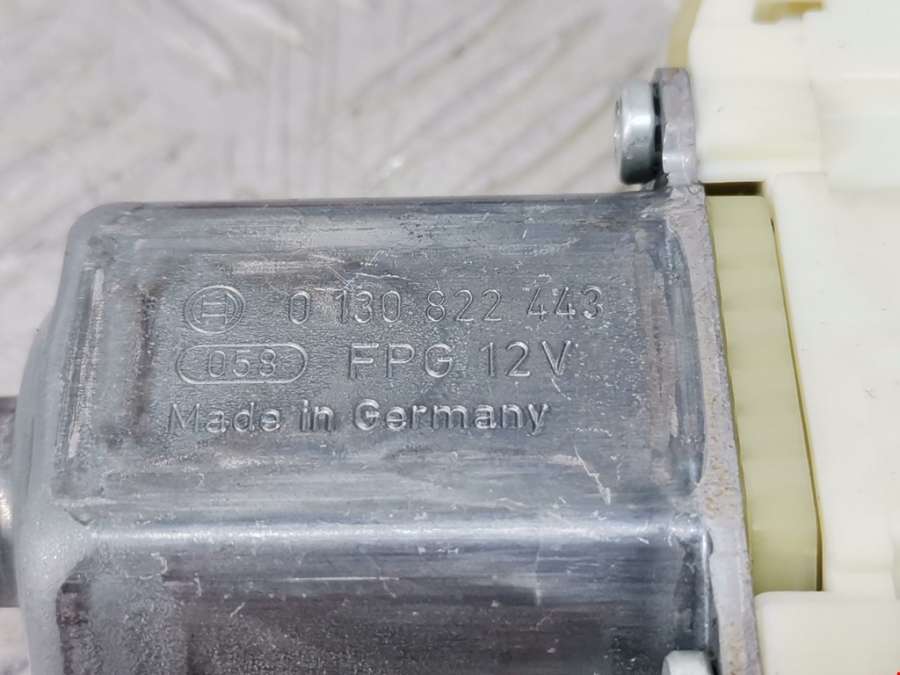 0 130 822 443
058 FPG 12V
Made in Germany